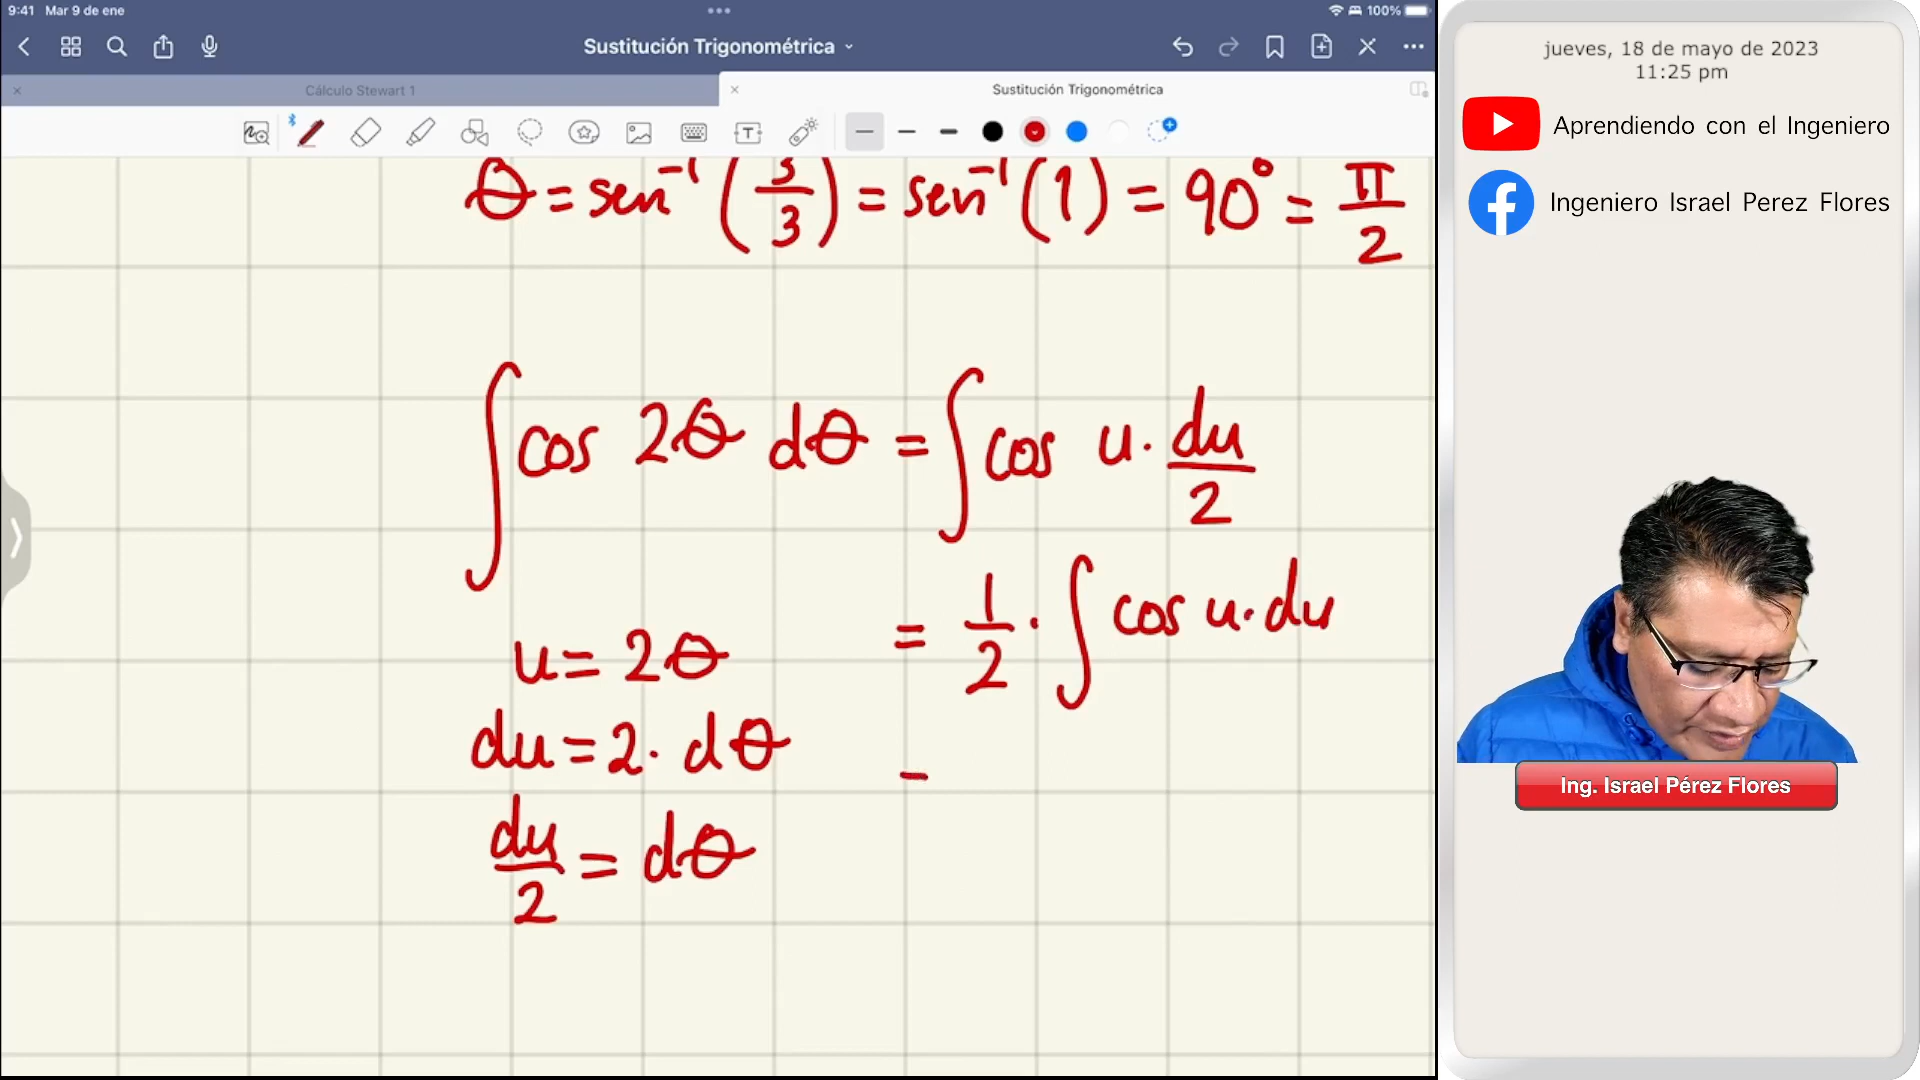 9:41 Mar 9 de ene
100%
Sustitución Trigonométrica
Cálculo Stewart 1
Sustitución Trigonométrica
θ = sen⁻¹ (3/3) = sen⁻¹ (1) = 90° = π/2
∫ cos 2θ dθ = ∫ cos u · du/2
= 1/2 · ∫ cos u · du
u = 2θ
du = 2 · dθ
du/2 = dθ
jueves, 18 de mayo de 2023
11:25 pm
Aprendiendo con el Ingeniero
Ingeniero Israel Perez Flores
Ing. Israel Pérez Flores